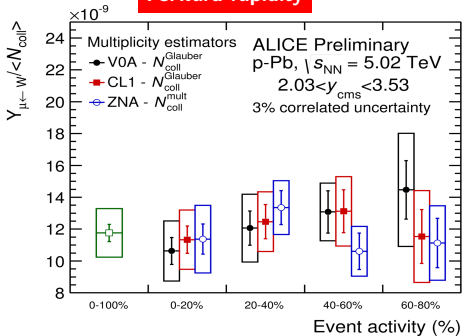 Forward rapidity
×10⁻⁹
Y_μ←W/<N_coll>
24
22
20
18
16
14
12
10
8
Multiplicity estimators
V0A - N_coll^Glauber
CL1 - N_coll^Glauber
ZNA - N_coll^mult
ALICE Preliminary
p-Pb, √s_NN = 5.02 TeV
2.03<y_cms<3.53
3% correlated uncertainty
0-100% 0-20% 20-40% 40-60% 60-80%
Event activity (%)